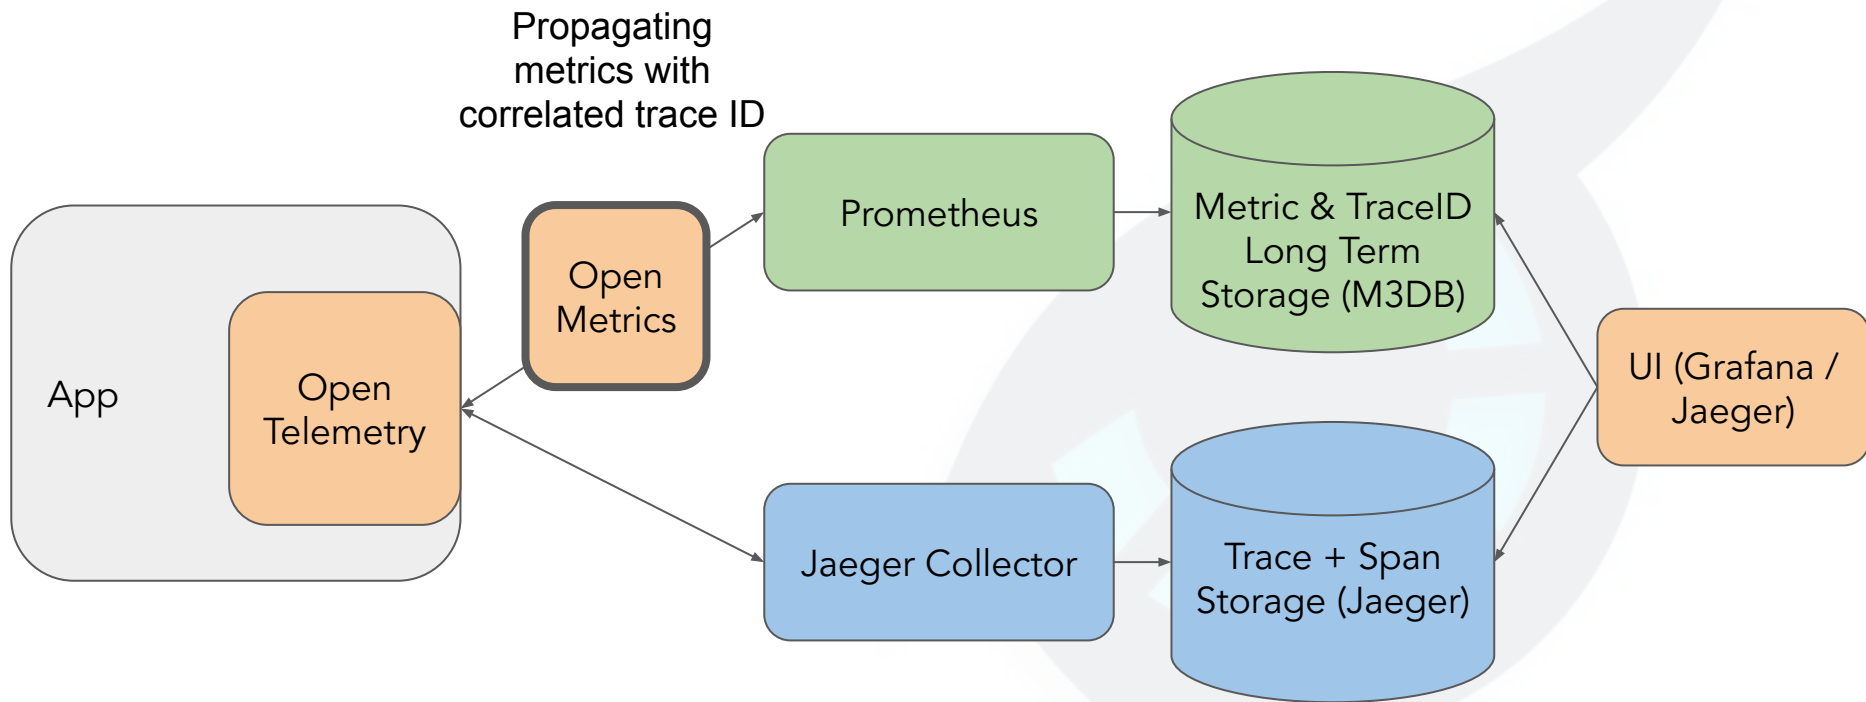 Propagating
metrics with
correlated trace ID
App
Open
Telemetry
Open
Metrics
Prometheus
Metric & TraceID
Long Term
Storage (M3DB)
Jaeger Collector
Trace + Span
Storage (Jaeger)
UI (Grafana /
Jaeger)